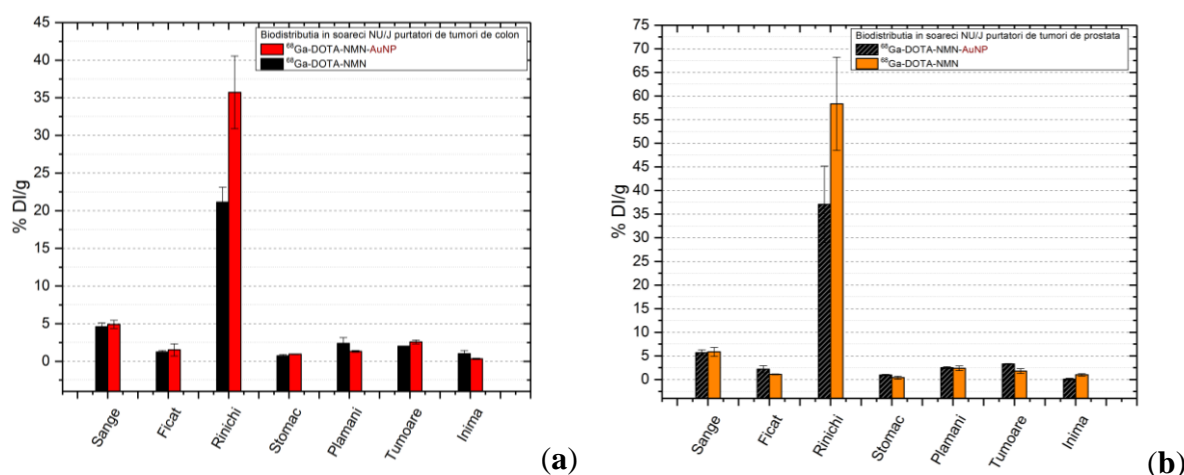 Biodistributia in soareci NU/J purtatori de tumori de colon
⁶⁸Ga-DOTA-NMN-AuNP
⁶⁸Ga-DOTA-NMN
% DI/g
45
40
35
30
25
20
15
10
5
0
Sange
Ficat
Rinichi
Stomac
Plamani
Tumoare
Inima
(a)
Biodistributia in soareci NU/J purtatori de tumori de prostata
⁶⁸Ga-DOTA-NMN-AuNP
⁶⁸Ga-DOTA-NMN
% DI/g
75
70
65
60
55
50
45
40
35
30
25
20
15
10
5
0
Sange
Ficat
Rinichi
Stomac
Plamani
Tumoare
Inima
(b)